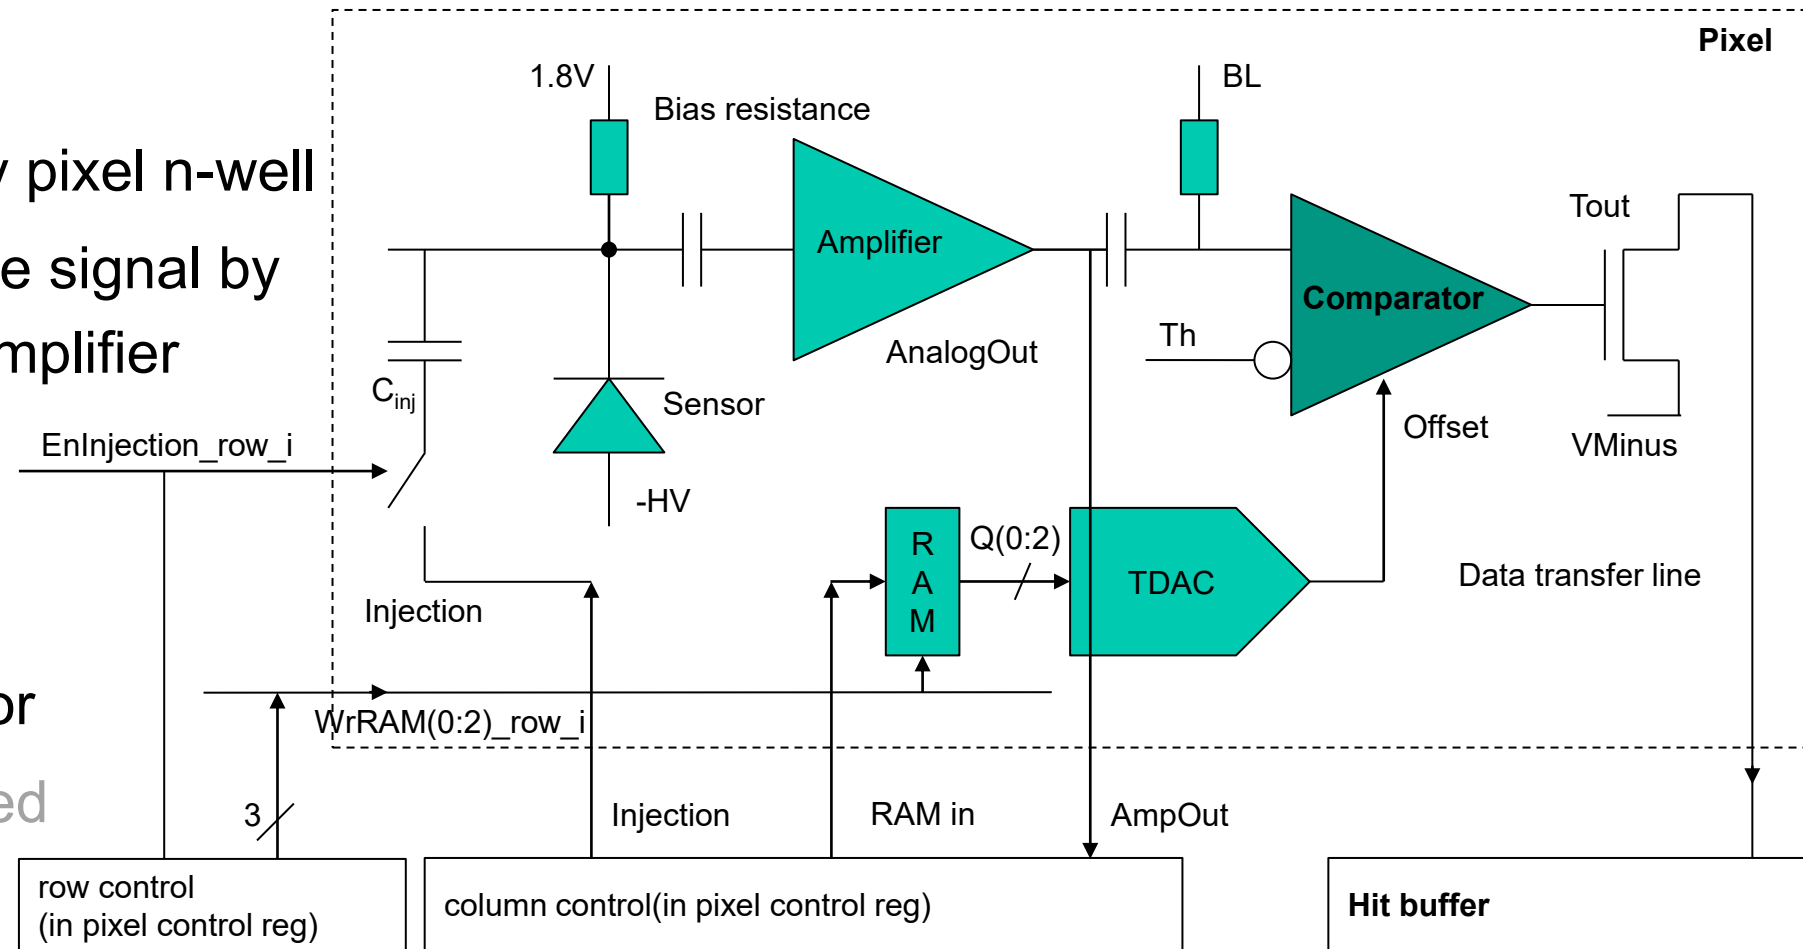 Pixel
1.8V
BL
Bias resistance
pixel n-well
Tout
Amplifier
e signal by
Comparator
Th
mplifier
AnalogOut
Cinj
Sensor
Offset
EnInjection_row_i
VMinus
-HV
R
A
M
Q(0:2)
TDAC
Data transfer line
Injection
or
WrRAM(0:2)_row_i
ed
3
Injection
RAM in
AmpOut
row control
(in pixel control reg)
column control(in pixel control reg)
Hit buffer